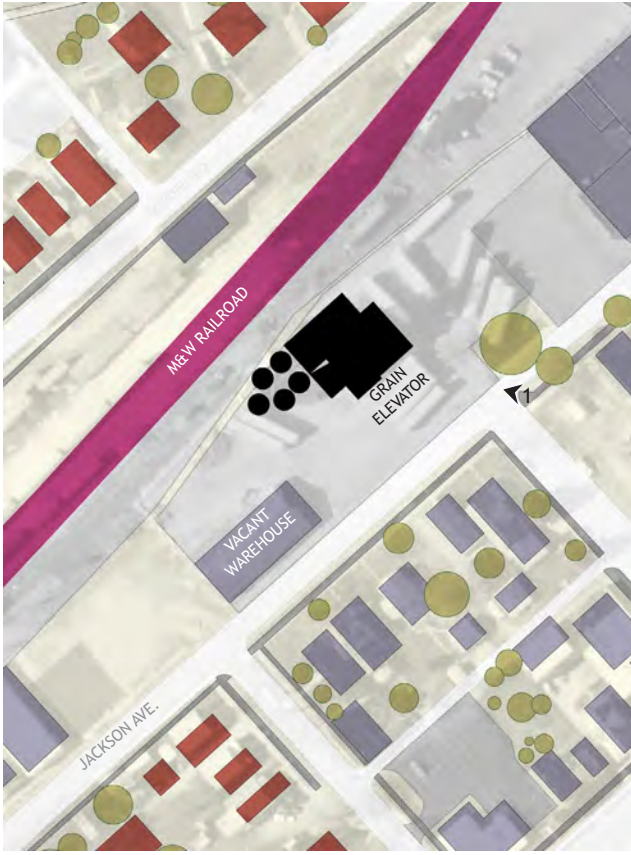 M&W RAILROAD
GRAIN
ELEVATOR
1
VACANT
WAREHOUSE
JACKSON AVE.